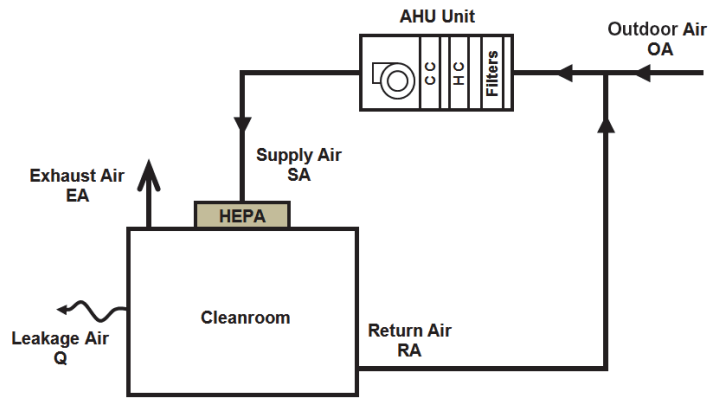 AHU Unit
Outdoor Air
OA
C C
H C
Filters
Supply Air
SA
Exhaust Air
EA
HEPA
Cleanroom
Leakage Air
Q
Return Air
RA